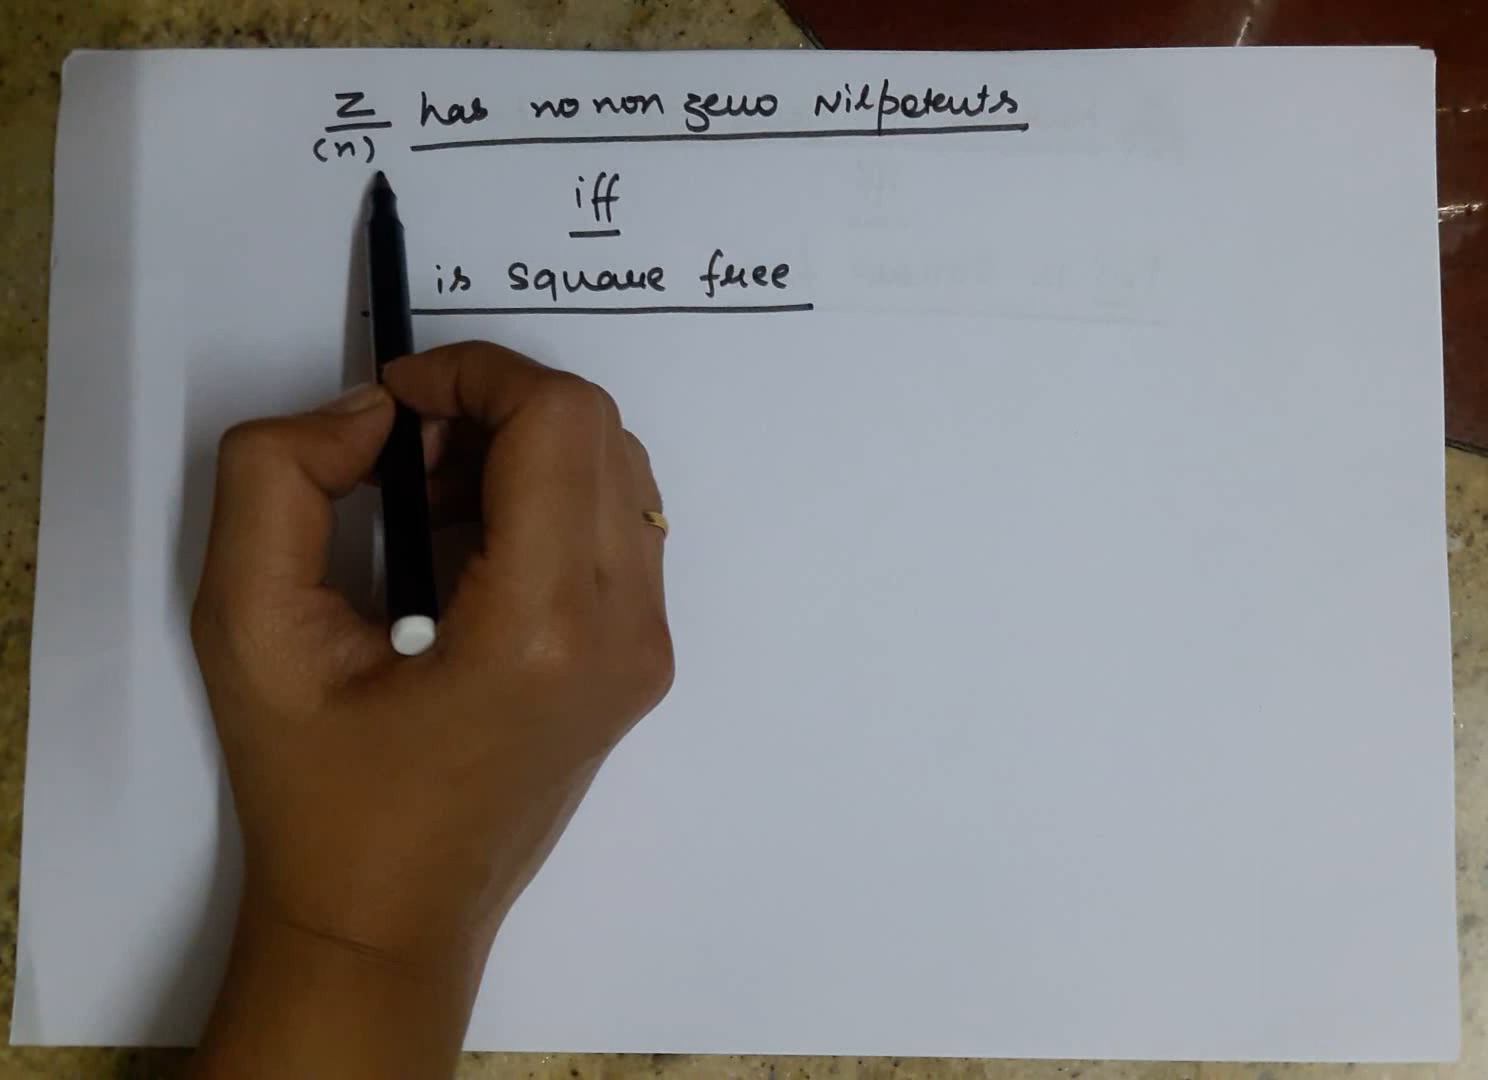 Z has no non zero Nilpotents
(n)
iff
is square free